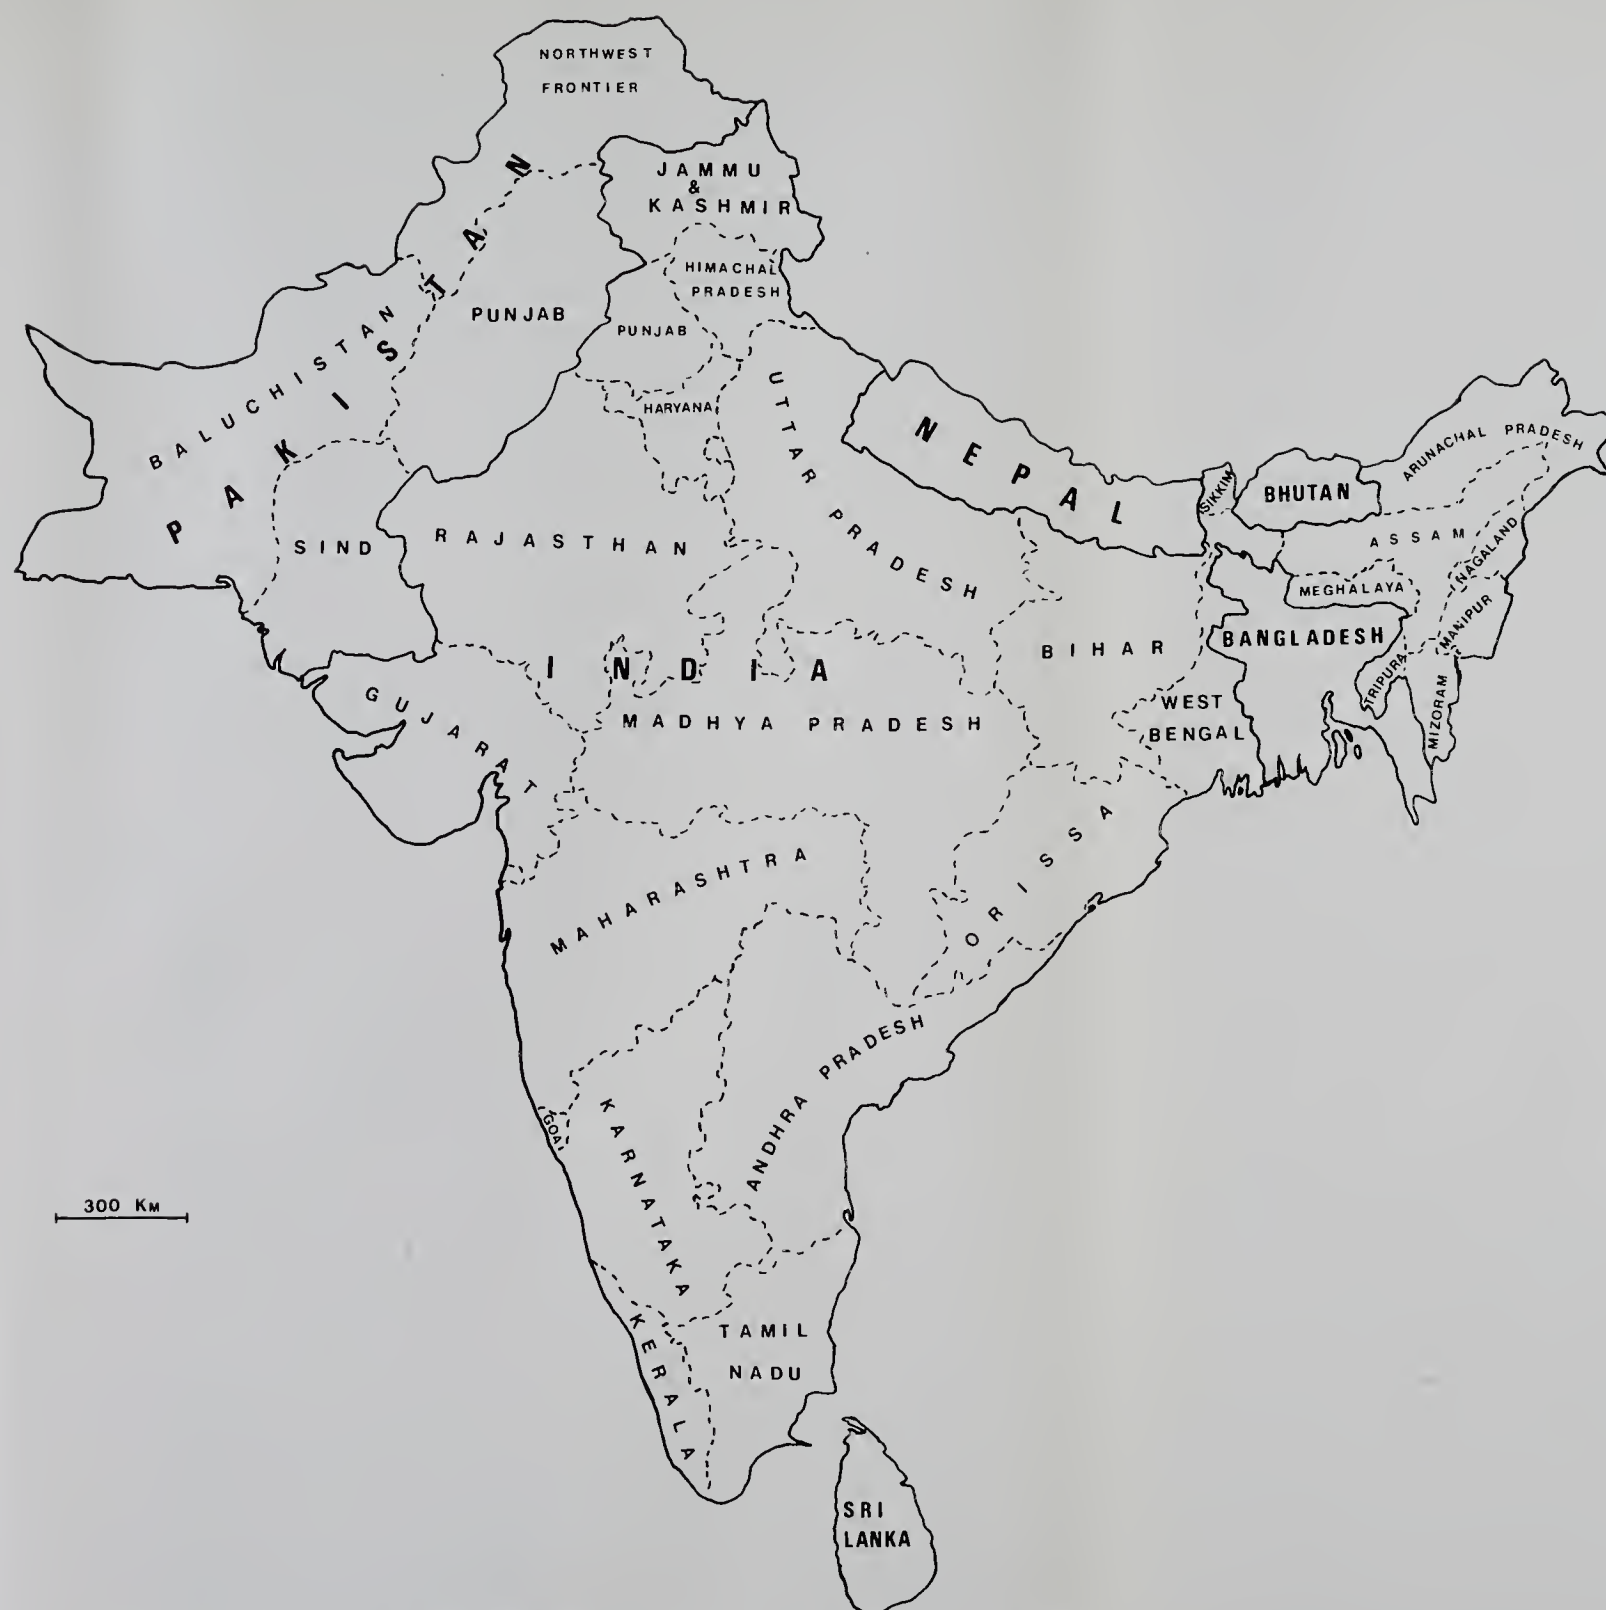 NORTHWEST
FRONTIER
JAMMU
&
KASHMIR
HIMACHAL
PRADESH
PUNJAB
PUNJAB
BALUCHISTAN
PAKISTAN
HARYANA
UTTAR PRADESH
NEPAL
SIKKIM
BHUTAN
ARUNACHAL PRADESH
ASSAM
NAGALAND
SIND
RAJASTHAN
MEGHALAYA
MANIPUR
BANGLADESH
BIHAR
TRIPURA
MIZORAM
INDIA
GUJARAT
MADHYA PRADESH
WEST
BENGAL
ORISSA
MAHARASHTRA
ANDHRA PRADESH
GOA
KARNATAKA
300 KM
KERALA
TAMIL
NADU
SRI
LANKA